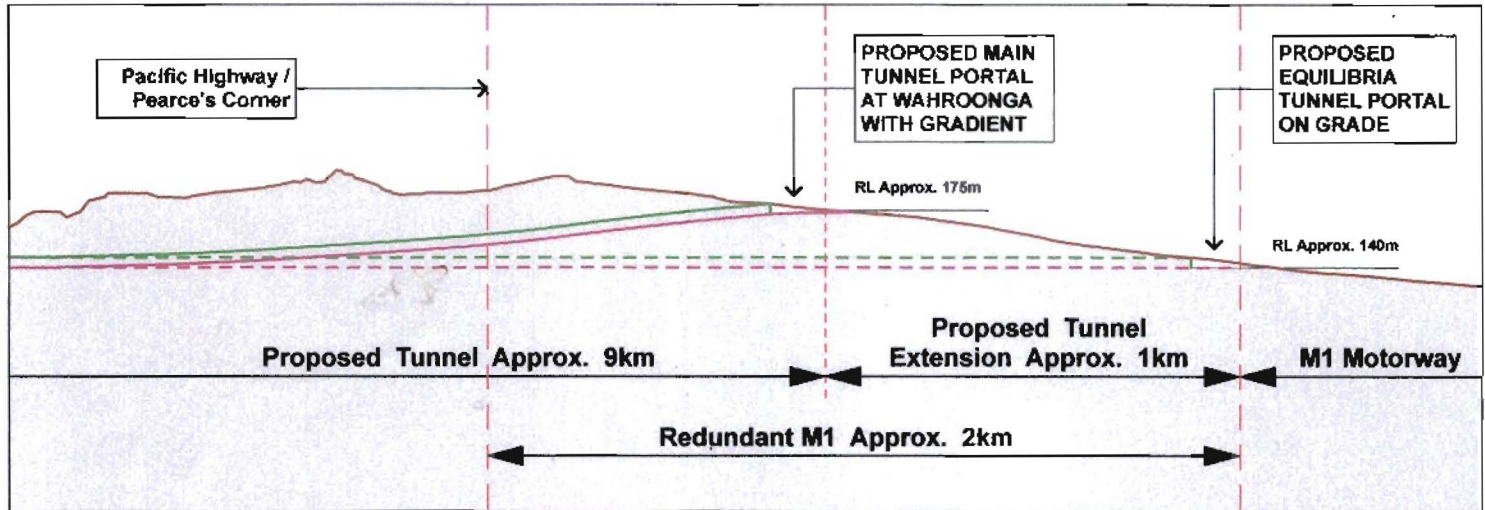 Pacific Highway /
Pearce's Corner
PROPOSED MAIN
TUNNEL PORTAL
AT WAHROONGA
WITH GRADIENT
PROPOSED
EQUILIBRIA
TUNNEL PORTAL
ON GRADE
RL Approx. 175m
RL Approx. 140m
Proposed Tunnel Approx. 9km
Proposed Tunnel
Extension Approx. 1km
M1 Motorway
Redundant M1 Approx. 2km